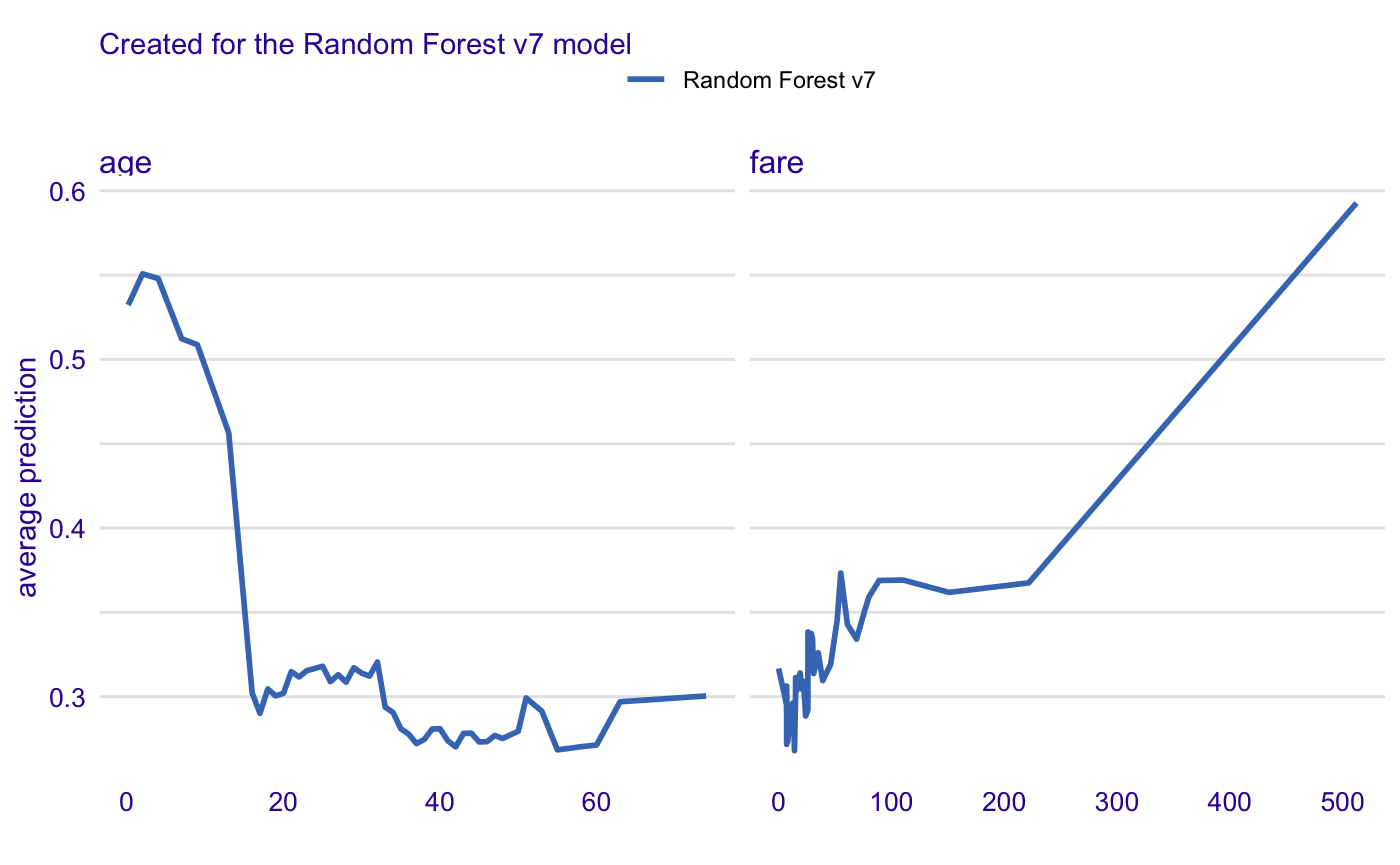 Created for the Random Forest v7 model
Random Forest v7
age
fare
0.6
0.5
0.4
0.3
average prediction
0 20 40 60
0 100 200 300 400 500